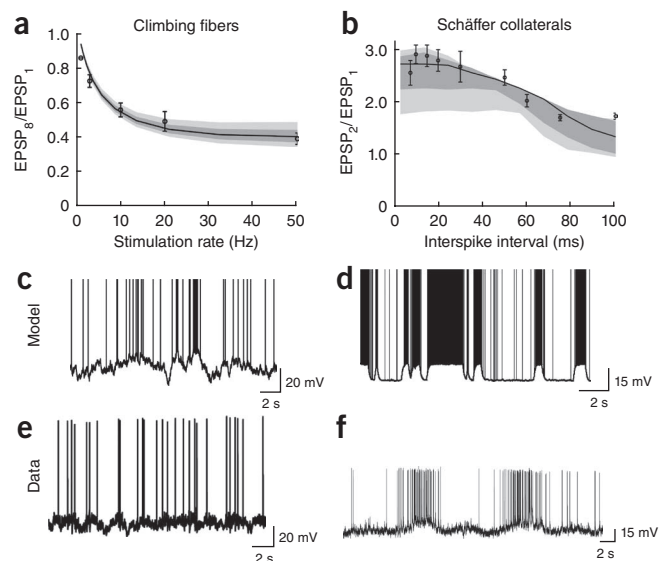 a
Climbing fibers
EPSP8/EPSP1
1.0
0.8
0.6
0.4
0.2
0
0 10 20 30 40 50
Stimulation rate (Hz)
b
Schäffer collaterals
EPSP2/ EPSP1
3.0
2.0
1.0
0 20 40 60 80 100
Interspike interval (ms)
c
Model
20 mV
2 s
d
15 mV
2 s
e
Data
20 mV
2 s
f
15 mV
2 s